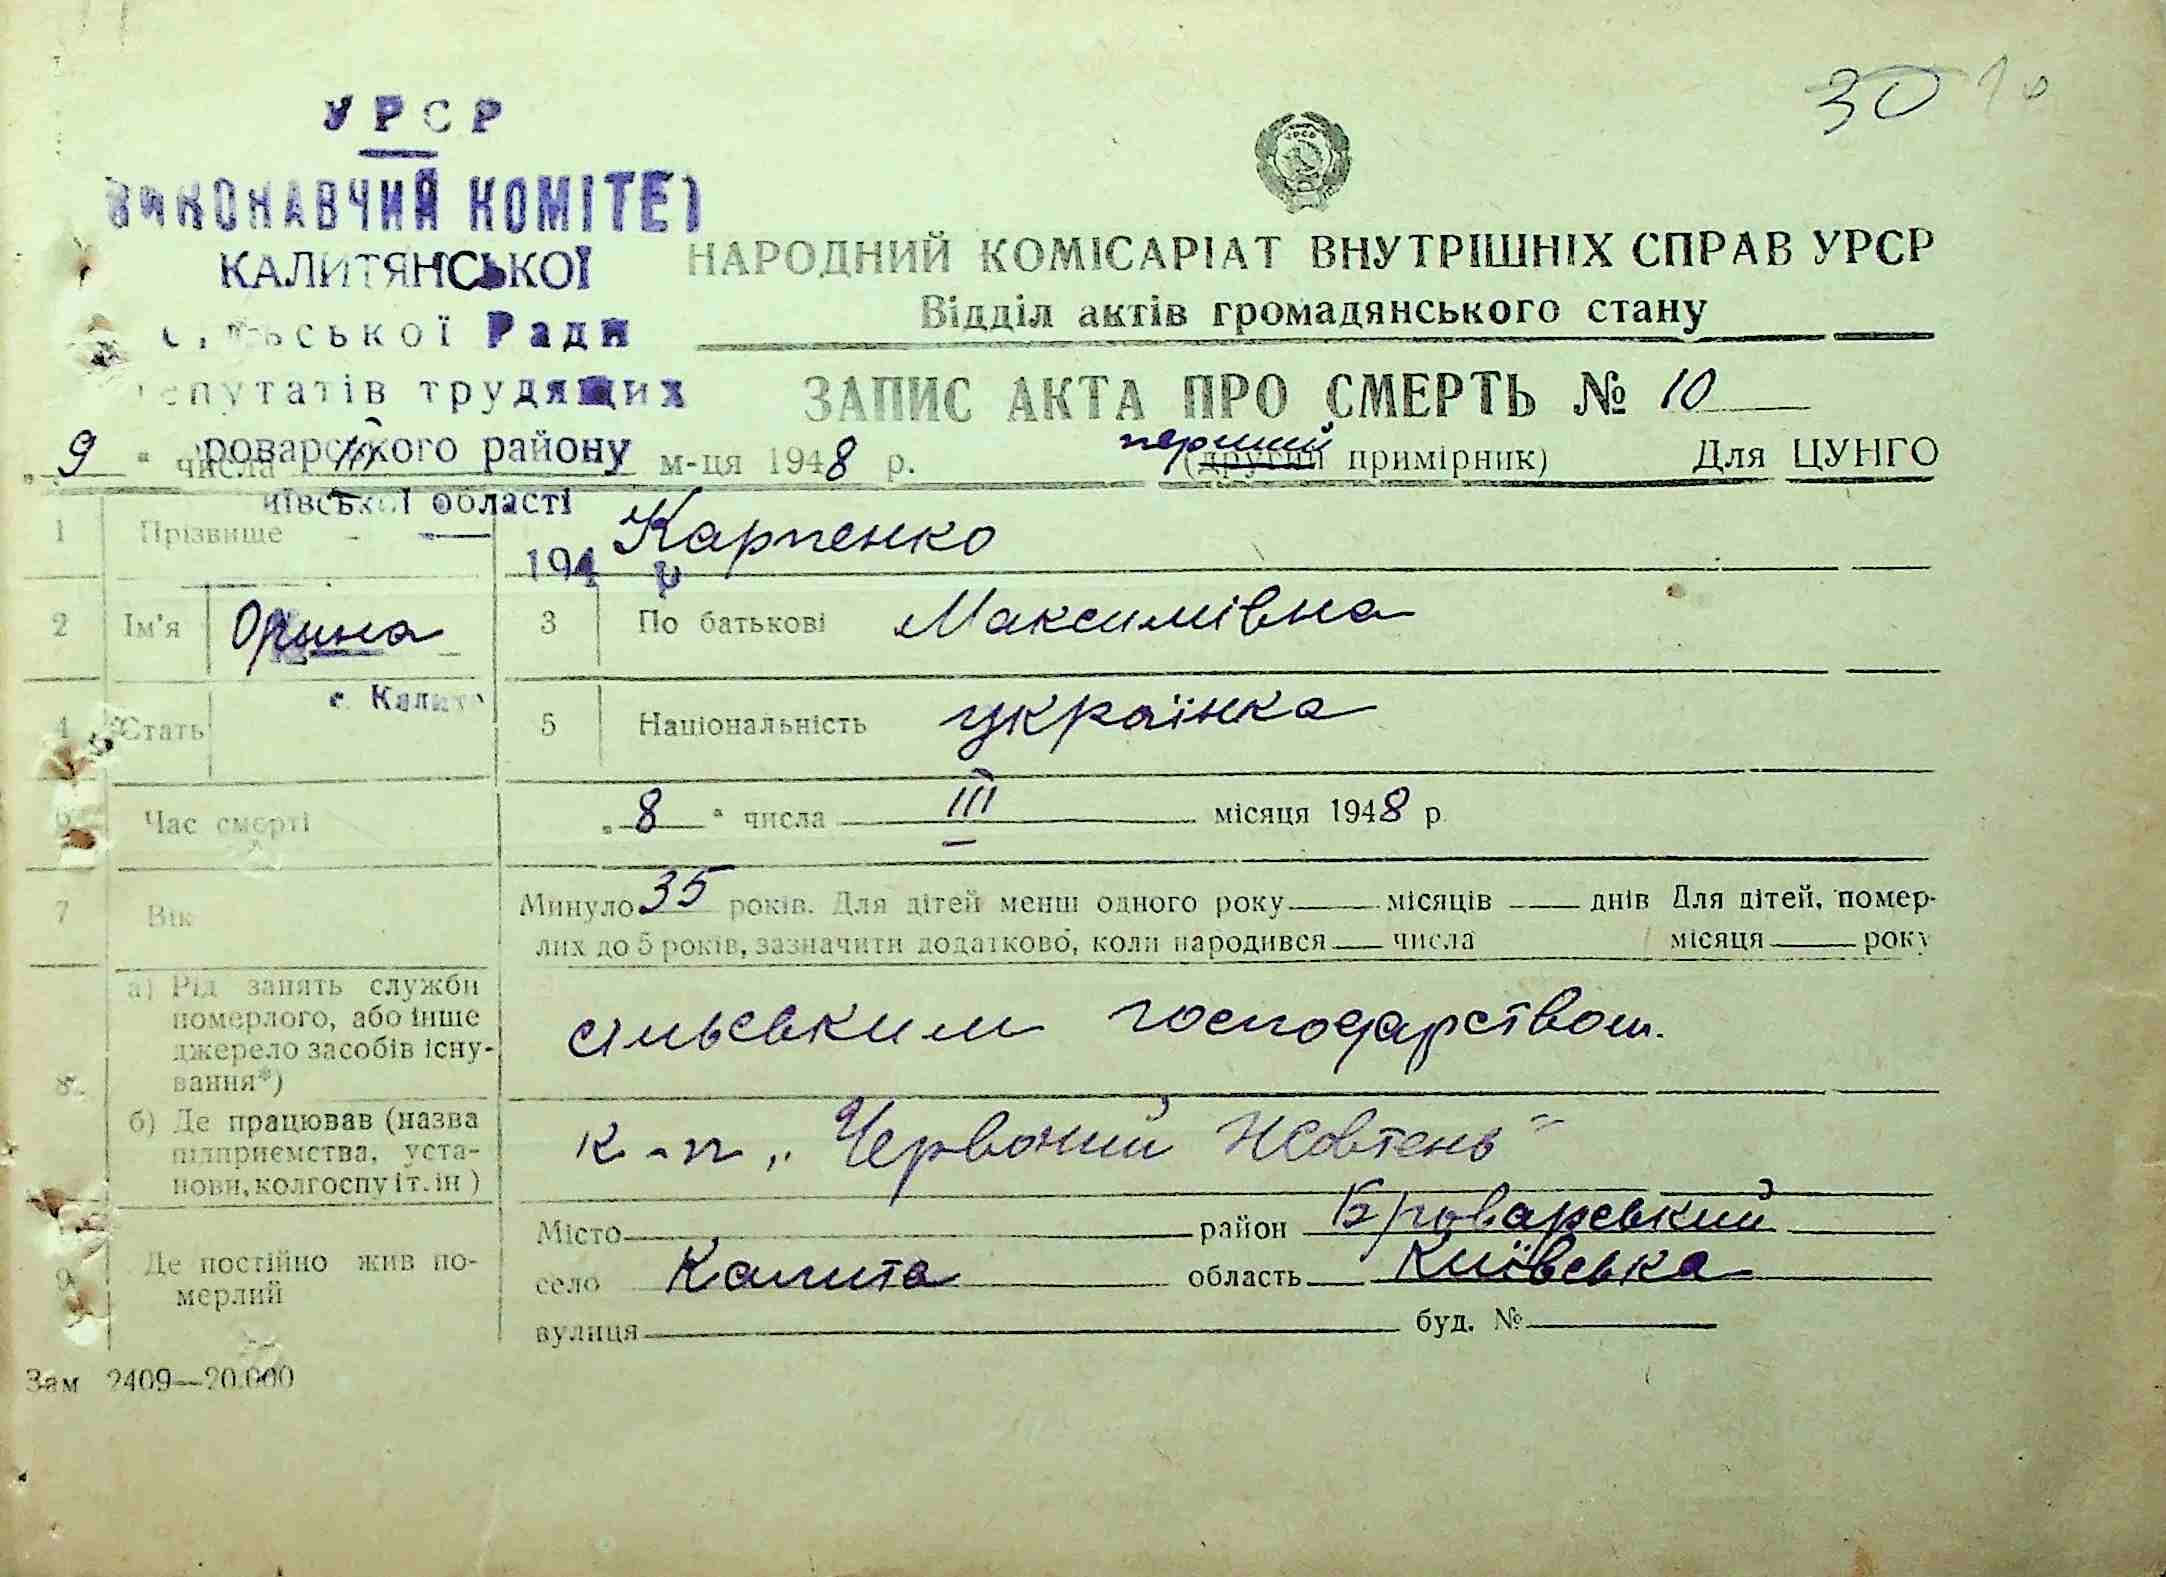 30
УРСР
ВИКОНАВЧИЙ КОМІТЕТ
КАЛИТЯНСЬКОЇ
сільської Ради
депутатів трудящих
Броварського району
Київської області
194 р
с. Калита
НАРОДНИЙ КОМІСАРІАТ ВНУТРІШНІХ СПРАВ УРСР
Відділ актів громадянського стану
ЗАПИС АКТА ПРО СМЕРТЬ № 10
„ 9 " числа III м-ця 1948 р.
перший
(другий примірник) Для ЦУНГО
1 Прізвище Карпенко
2 Ім'я Орина 3 По батькові Максимівна
4 Стать 5 Національність українка
6 Час смерті „ 8 " числа III місяця 1948 р
7 Вік Минуло 35 років. Для дітей менш одного року місяців днів Для дітей, помер-
лих до 5 років, зазначити додатково, коли народився числа місяця року
8 а) Рід занять служби
померлого, або інше
джерело засобів існу-
вання*)
сільським господарством.
б) Де працював (назва
підприємства, уста-
нови, колгоспу іт. ін )
к-п „Червоний Жовтень"
9 Де постійно жив по-
мерлий
Місто район Броварський
село Калита область Київська
вулиця буд. №
Зам 2409—20.000